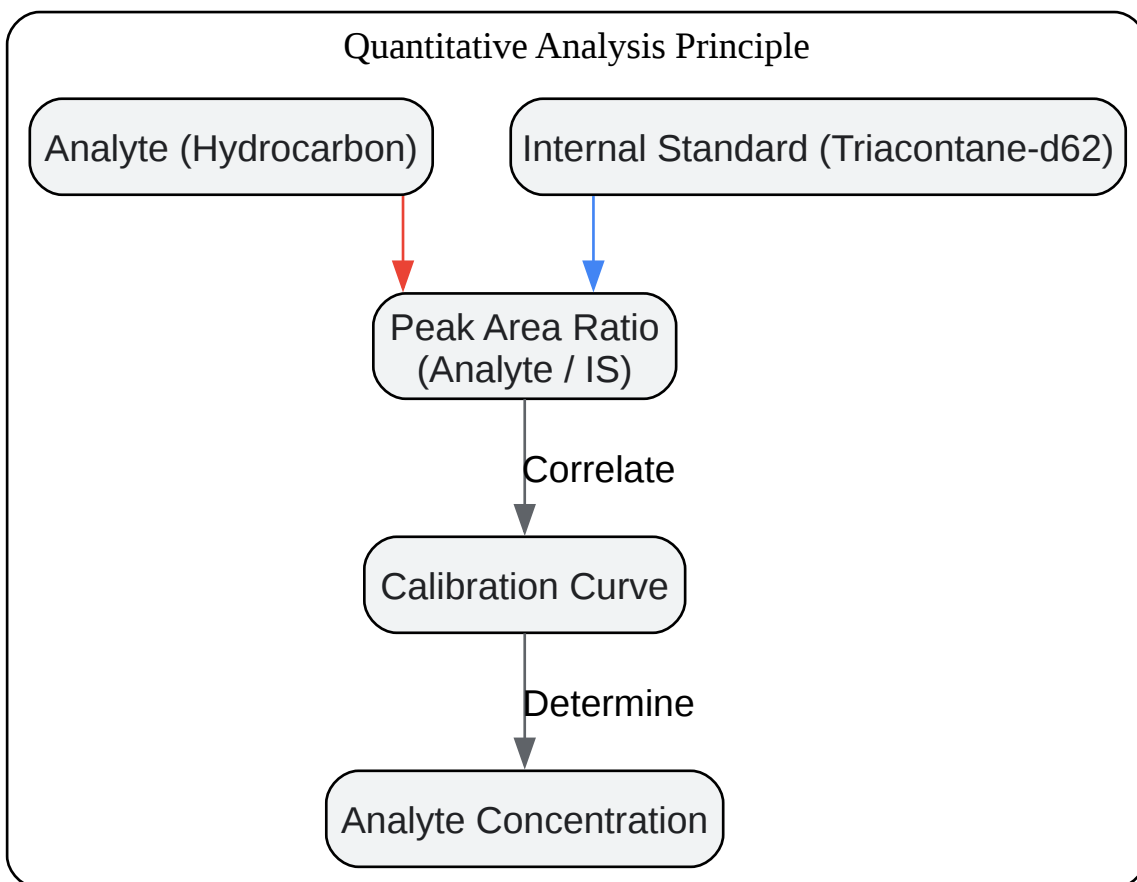 Quantitative Analysis Principle
Analyte (Hydrocarbon)
Internal Standard (Triacontane-d62)
Peak Area Ratio
(Analyte / IS)
Correlate
Calibration Curve
Determine
Analyte Concentration